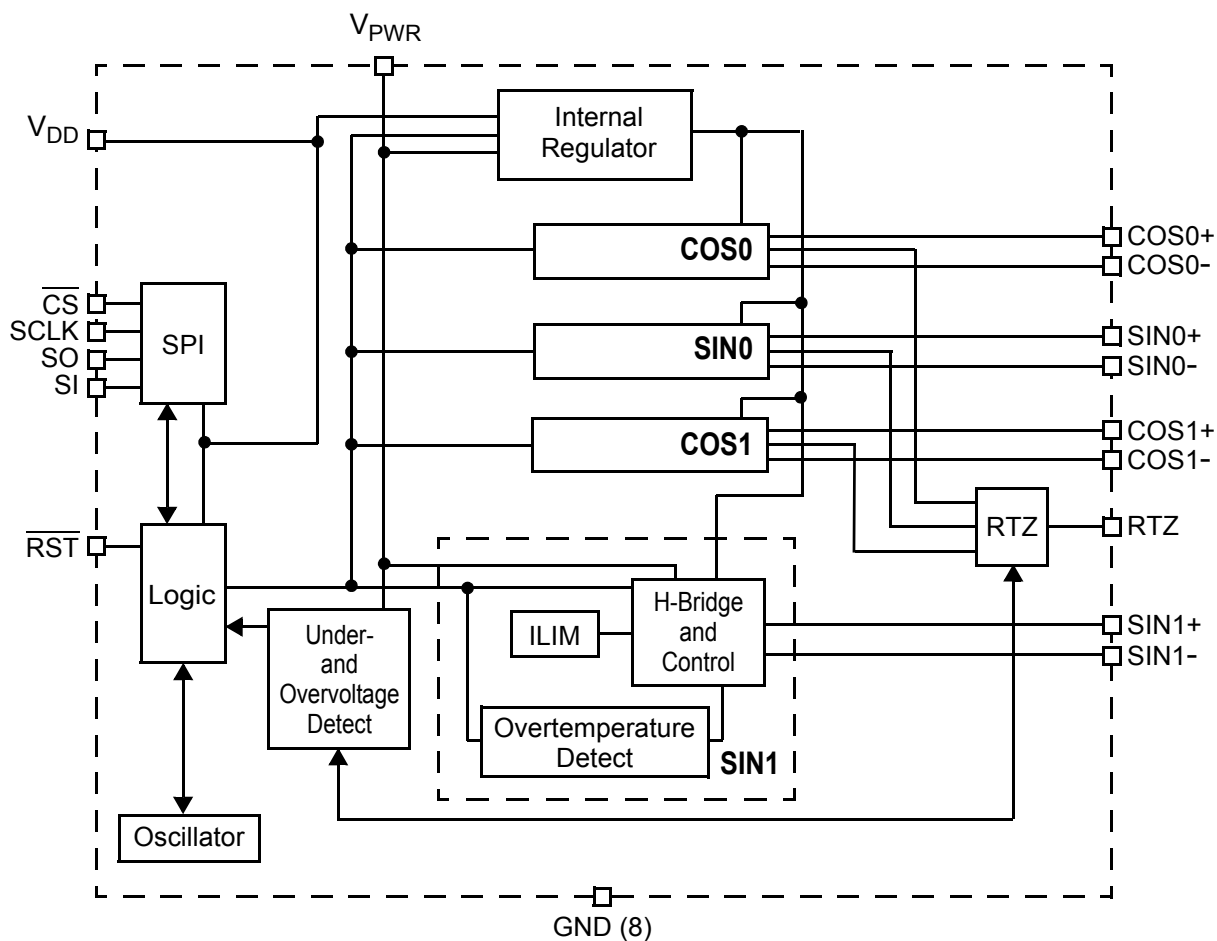 VPWR
Internal
Regulator
VDD
COS0
COS0+
COS0-
CS
SCLK
SO
SI
SPI
SIN0
SIN0+
SIN0-
COS1
COS1+
COS1-
RST
RTZ
RTZ
Logic
H-Bridge
and
Control
ILIM
SIN1+
SIN1-
Under-
and
Overvoltage
Detect
Overtemperature
Detect
SIN1
Oscillator
GND (8)